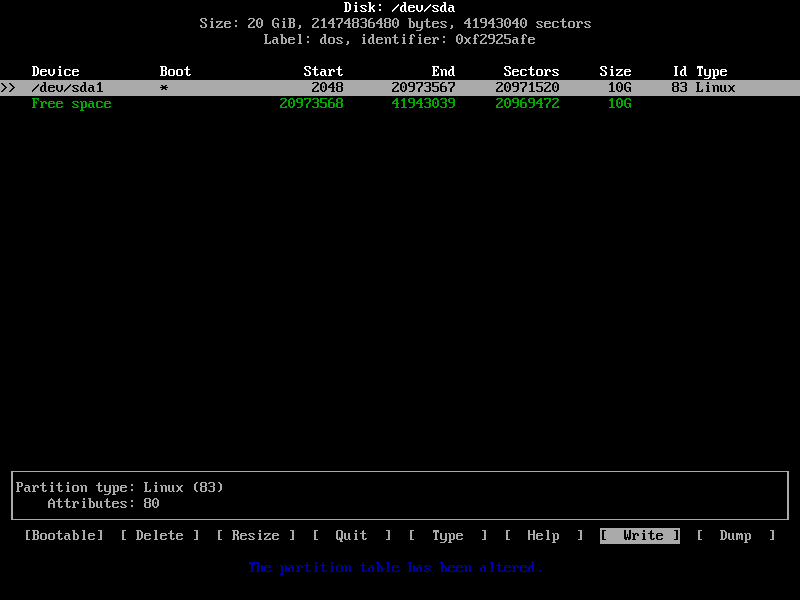 Disk: /dev/sda
Size: 20 GiB, 21474836480 bytes, 41943040 sectors
Label: dos, identifier: 0xf2925afe
Device Boot Start End Sectors Size Id Type
>> /dev/sda1 * 2048 20973567 20971520 10G 83 Linux
Free space 20973568 41943039 20969472 10G
Partition type: Linux (83)
Attributes: 80
[Bootable] [ Delete ] [ Resize ] [ Quit ] [ Type ] [ Help ] [ Write ] [ Dump ]
The partition table has been altered.